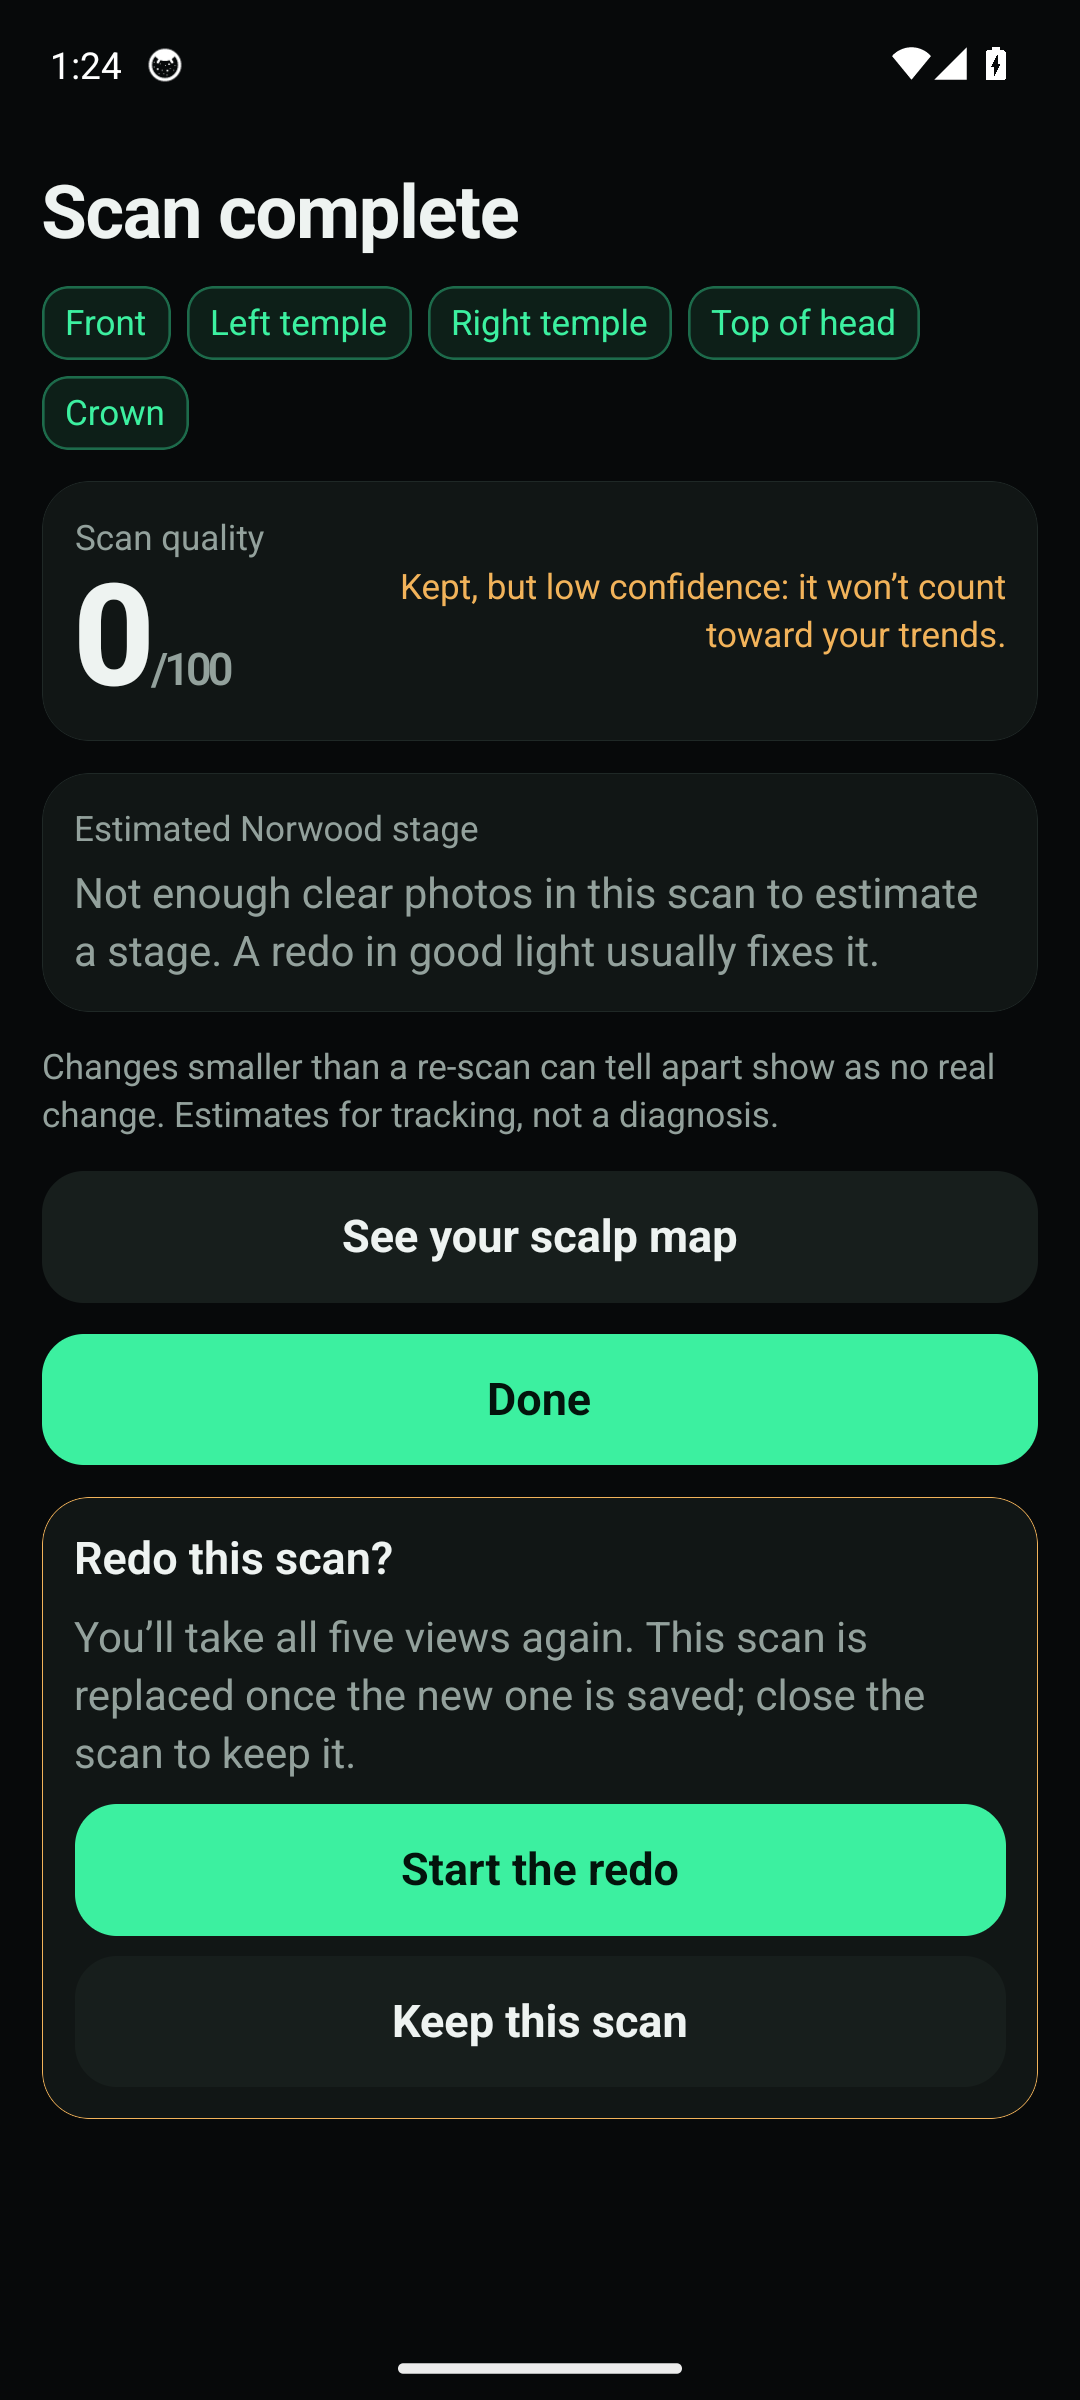 1:24
Scan complete
Front
Left temple
Right temple
Top of head
Crown
Scan quality
0/100
Kept, but low confidence: it won’t count
toward your trends.
Estimated Norwood stage
Not enough clear photos in this scan to estimate
a stage. A redo in good light usually fixes it.
Changes smaller than a re-scan can tell apart show as no real
change. Estimates for tracking, not a diagnosis.
See your scalp map
Done
Redo this scan?
You’ll take all five views again. This scan is
replaced once the new one is saved; close the
scan to keep it.
Start the redo
Keep this scan